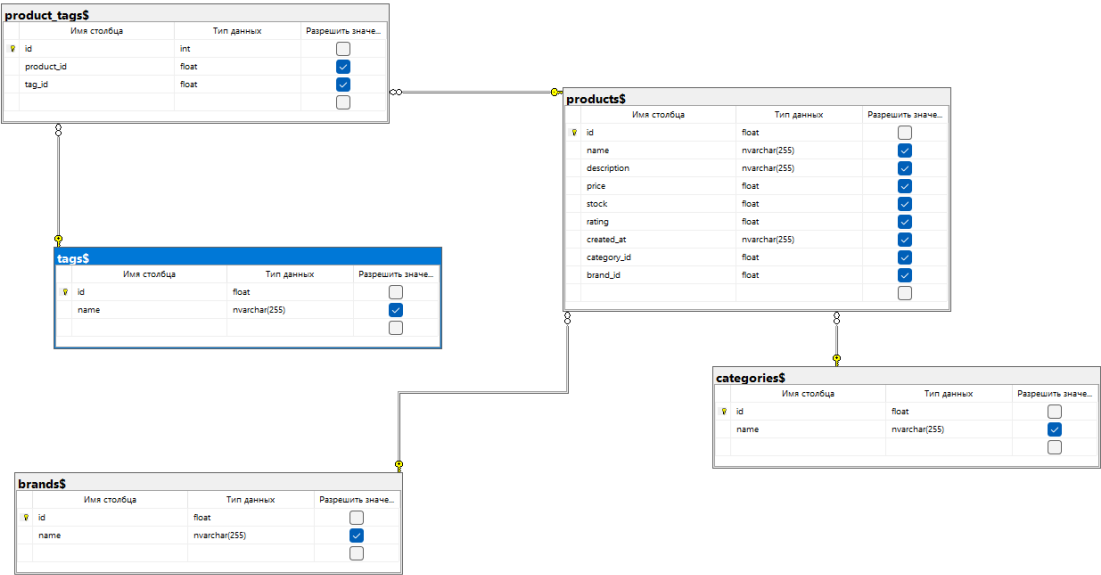 product_tags$
Имя столбца Тип данных Разрешить значе...
id int
product_id float
tag_id float
products$
Имя столбца Тип данных Разрешить значе...
id float
name nvarchar(255)
description nvarchar(255)
price float
stock float
rating float
created_at nvarchar(255)
category_id float
brand_id float
tags$
Имя столбца Тип данных Разрешить значе...
id float
name nvarchar(255)
categories$
Имя столбца Тип данных Разрешить значе...
id float
name nvarchar(255)
brands$
Имя столбца Тип данных Разрешить значе...
id float
name nvarchar(255)